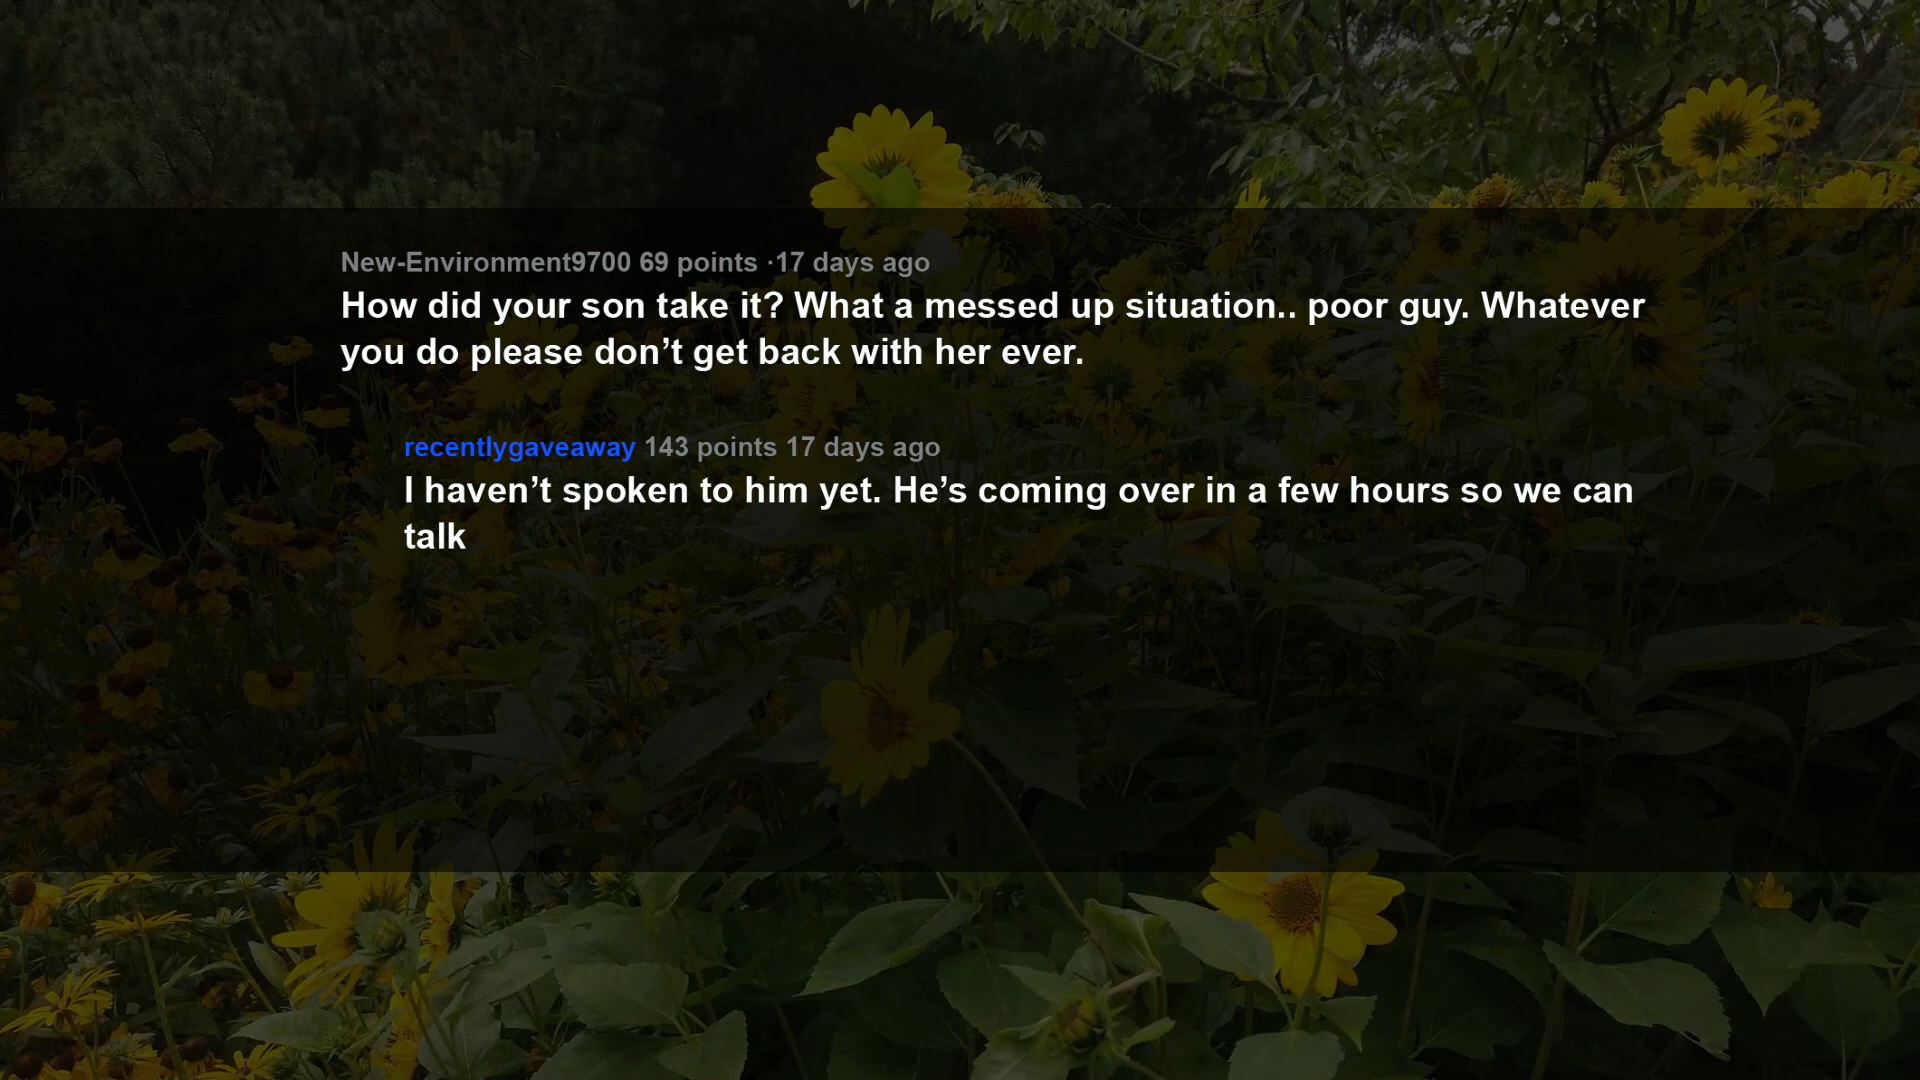 New-Environment9700 69 points ·17 days ago
How did your son take it? What a messed up situation.. poor guy. Whatever
you do please don’t get back with her ever.
recentlygaveaway 143 points 17 days ago
I haven’t spoken to him yet. He’s coming over in a few hours so we can
talk